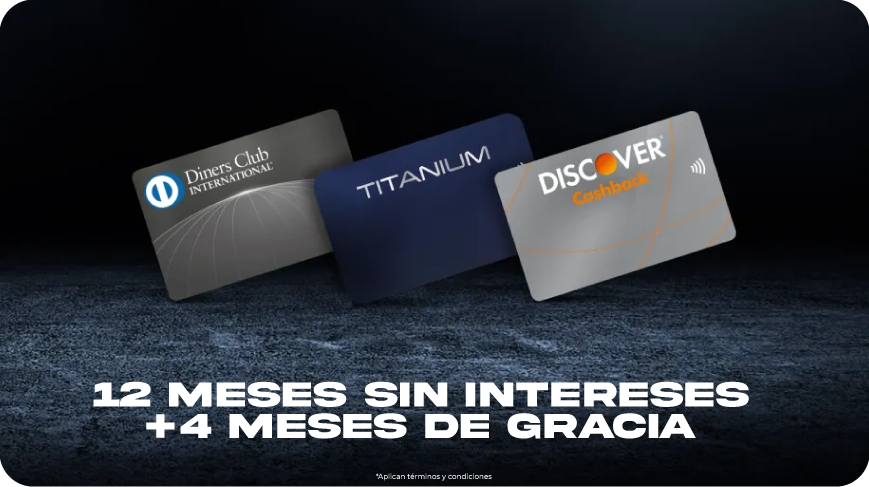 Diners Club
INTERNATIONAL
TITANIUM
DISCOVER
Cashback
12 MESES SIN INTERESES
+4 MESES DE GRACIA
*Aplican términos y condiciones